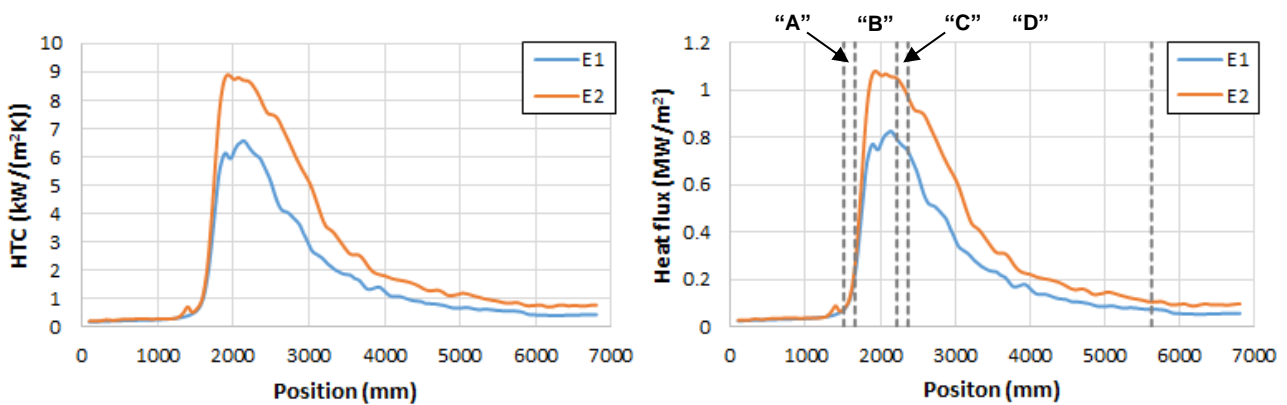 “A” “B” “C” “D”
10
9
8
7
6
5
4
3
2
1
0
HTC (kW/(m²K)
E1
E2
0 1000 2000 3000 4000 5000 6000 7000
Position (mm)
1.2
1
0.8
0.6
0.4
0.2
0
Heat flux (MW/m²)
E1
E2
0 1000 2000 3000 4000 5000 6000 7000
Positon (mm)